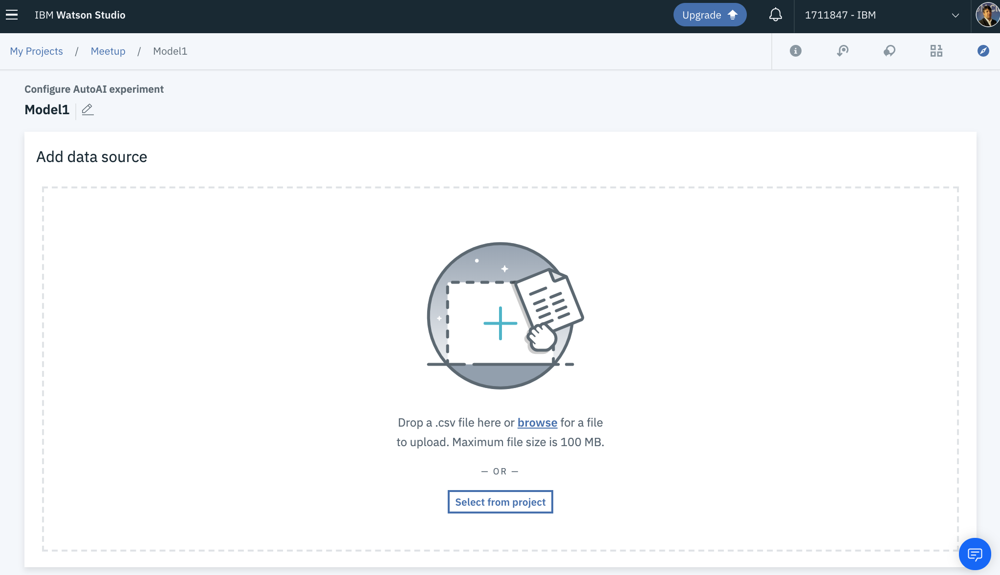 IBM Watson Studio
Upgrade
1711847 - IBM
My Projects / Meetup / Model1
Configure AutoAI experiment
Model1
Add data source
Drop a .csv file here or browse for a file
to upload. Maximum file size is 100 MB.
— OR —
Select from project